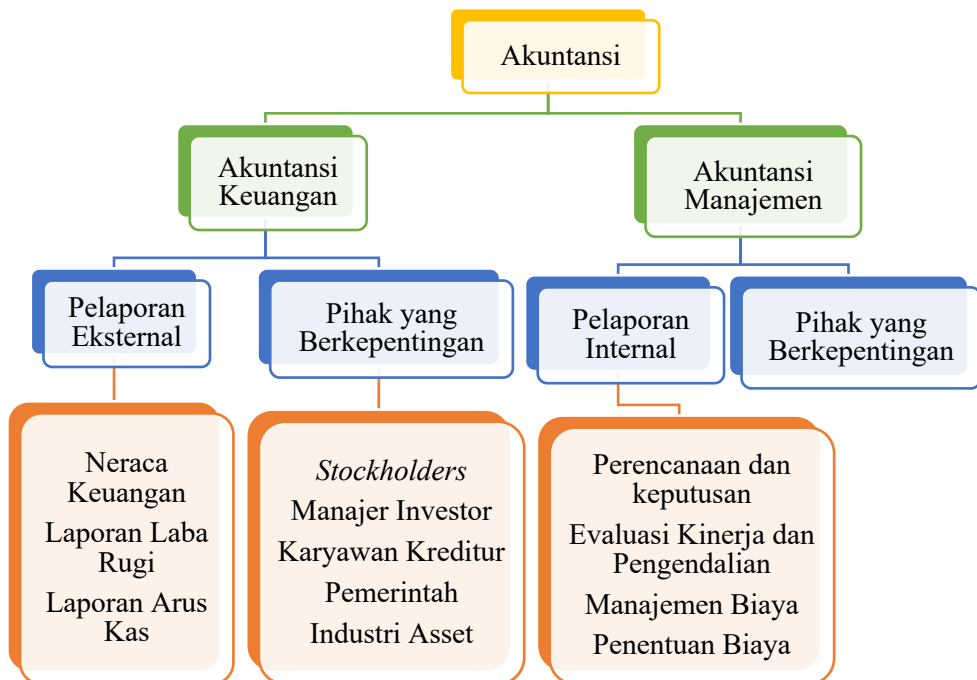 Akuntansi
Akuntansi
Keuangan
Akuntansi
Manajemen
Pelaporan
Eksternal
Pihak yang
Berkepentingan
Pelaporan
Internal
Pihak yang
Berkepentingan
Neraca
Keuangan
Laporan Laba
Rugi
Laporan Arus
Kas
Stockholders
Manajer Investor
Karyawan Kreditur
Pemerintah
Industri Asset
Perencanaan dan
keputusan
Evaluasi Kinerja dan
Pengendalian
Manajemen Biaya
Penentuan Biaya